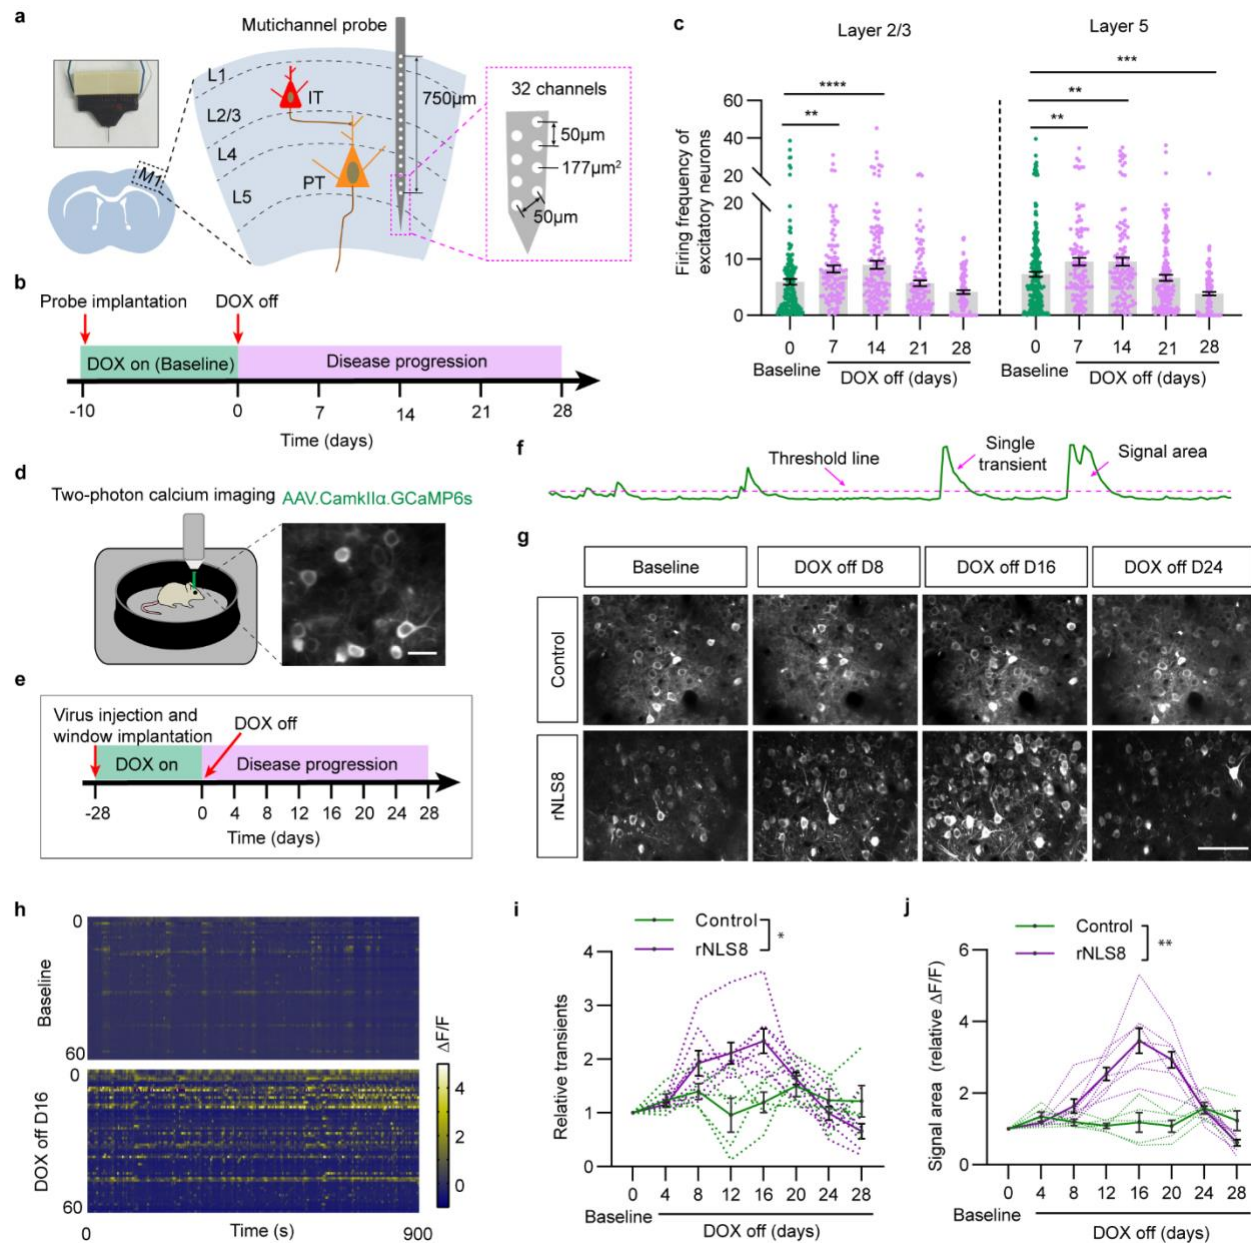 a
Mutichannel probe
L1
IT
L2/3
L4
PT
L5
M1
750µm
32 channels
50µm
177µm²
50µm
b
Probe implantation
DOX off
DOX on (Baseline)
Disease progression
-10
0
7
14
21
28
Time (days)
c
Layer 2/3
Layer 5
Firing frequency of
excitatory neurons
60
40
20
20
10
0
****
**
***
**
**
0
7
14
21
28
0
7
14
21
28
Baseline
DOX off (days)
Baseline
DOX off (days)
d
Two-photon calcium imaging
AAV.CamkIIα.GCaMP6s
e
Virus injection and
window implantation
DOX off
DOX on
Disease progression
-28
0
4
8
12
16
20
24
28
Time (days)
f
Threshold line
Single
transient
Signal area
g
Baseline
DOX off D8
DOX off D16
DOX off D24
Control
rNLS8
h
0
Baseline
60
0
DOX off D16
60
0
Time (s)
900
ΔF/F
4
2
0
i
Control
rNLS8
*
Relative transients
4
3
2
1
0
0
4
8
12
16
20
24
28
Baseline
DOX off (days)
j
Control
rNLS8
**
Signal area (relative ΔF/F)
6
4
2
0
0
4
8
12
16
20
24
28
Baseline
DOX off (days)